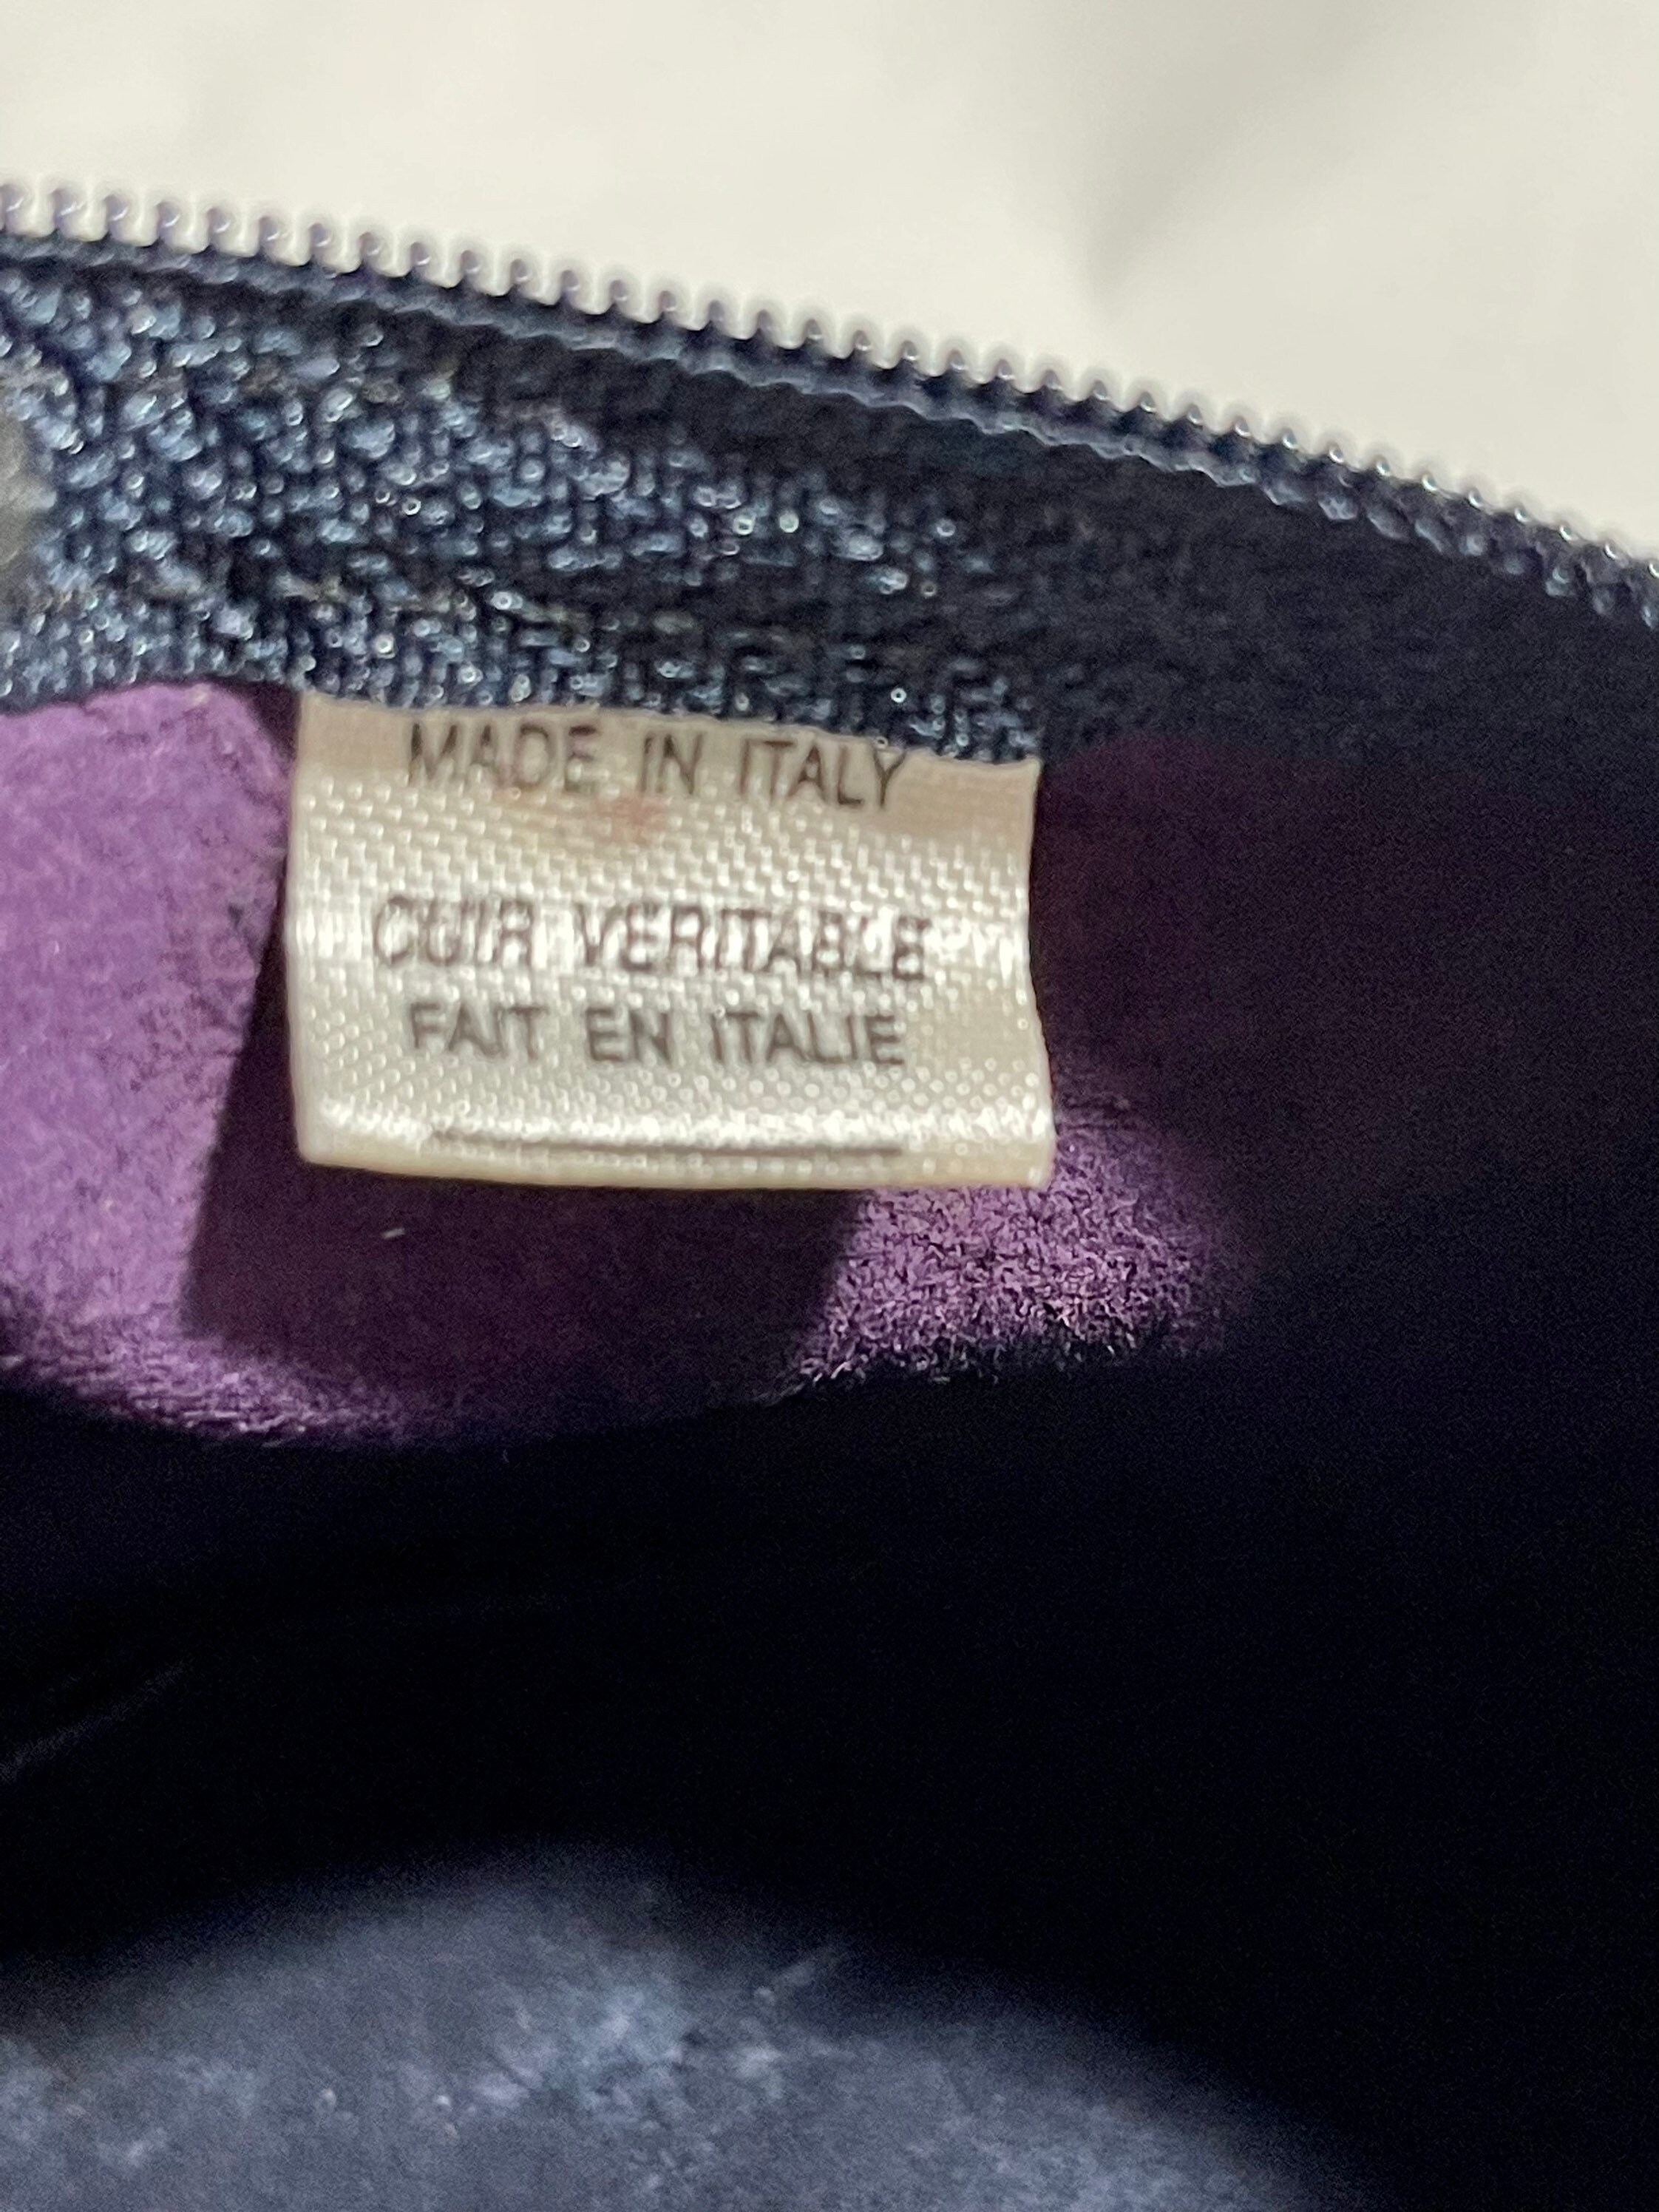 MADE IN ITALY
CUIR VERITABLE
FAIT EN ITALIE